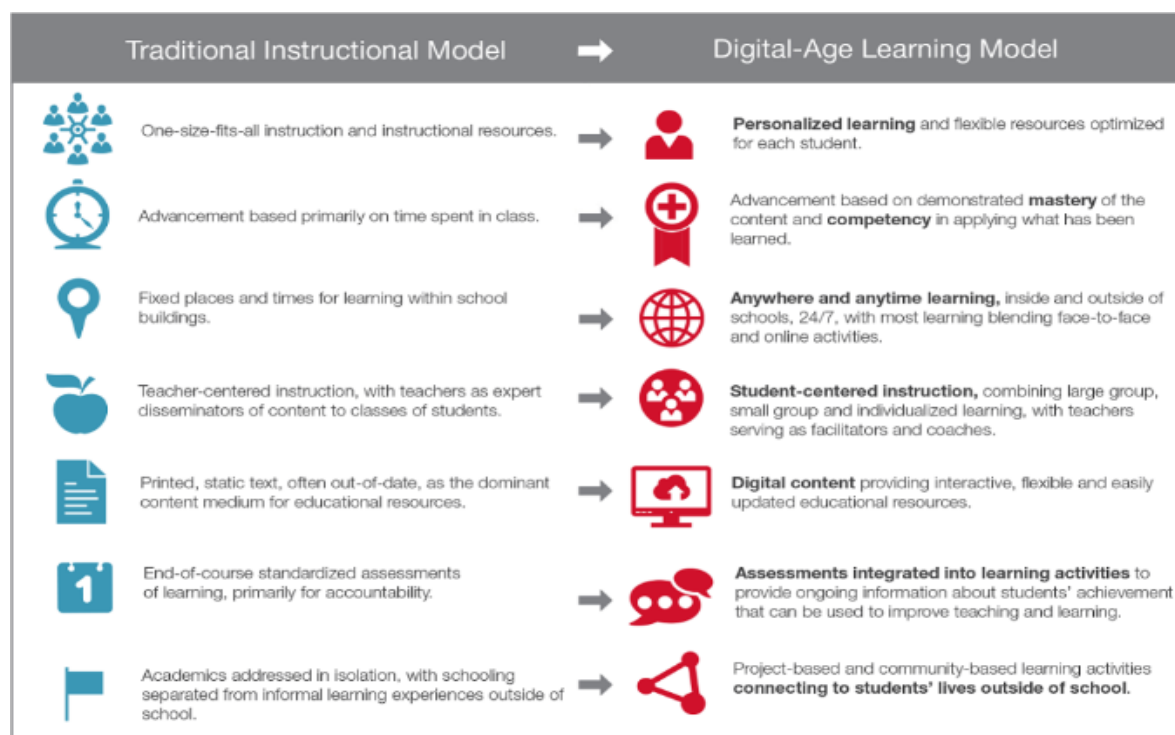 Traditional Instructional Model
Digital-Age Learning Model
One-size-fits-all instruction and instructional resources.
Personalized learning and flexible resources optimized
for each student.
Advancement based primarily on time spent in class.
Advancement based on demonstrated mastery of the
content and competency in applying what has been
learned.
Fixed places and times for learning within school
buildings.
Anywhere and anytime learning, inside and outside of
schools, 24/7, with most learning blending face-to-face
and online activities.
Teacher-centered instruction, with teachers as expert
disseminators of content to classes of students.
Student-centered instruction, combining large group,
small group and individualized learning, with teachers
serving as facilitators and coaches.
Printed, static text, often out-of-date, as the dominant
content medium for educational resources.
Digital content providing interactive, flexible and easily
updated educational resources.
1
End-of-course standardized assessments
of learning, primarily for accountability.
Assessments integrated into learning activities to
provide ongoing information about students' achievement
that can be used to improve teaching and learning.
Academics addressed in isolation, with schooling
separated from informal learning experiences outside of
school.
Project-based and community-based learning activities
connecting to students' lives outside of school.